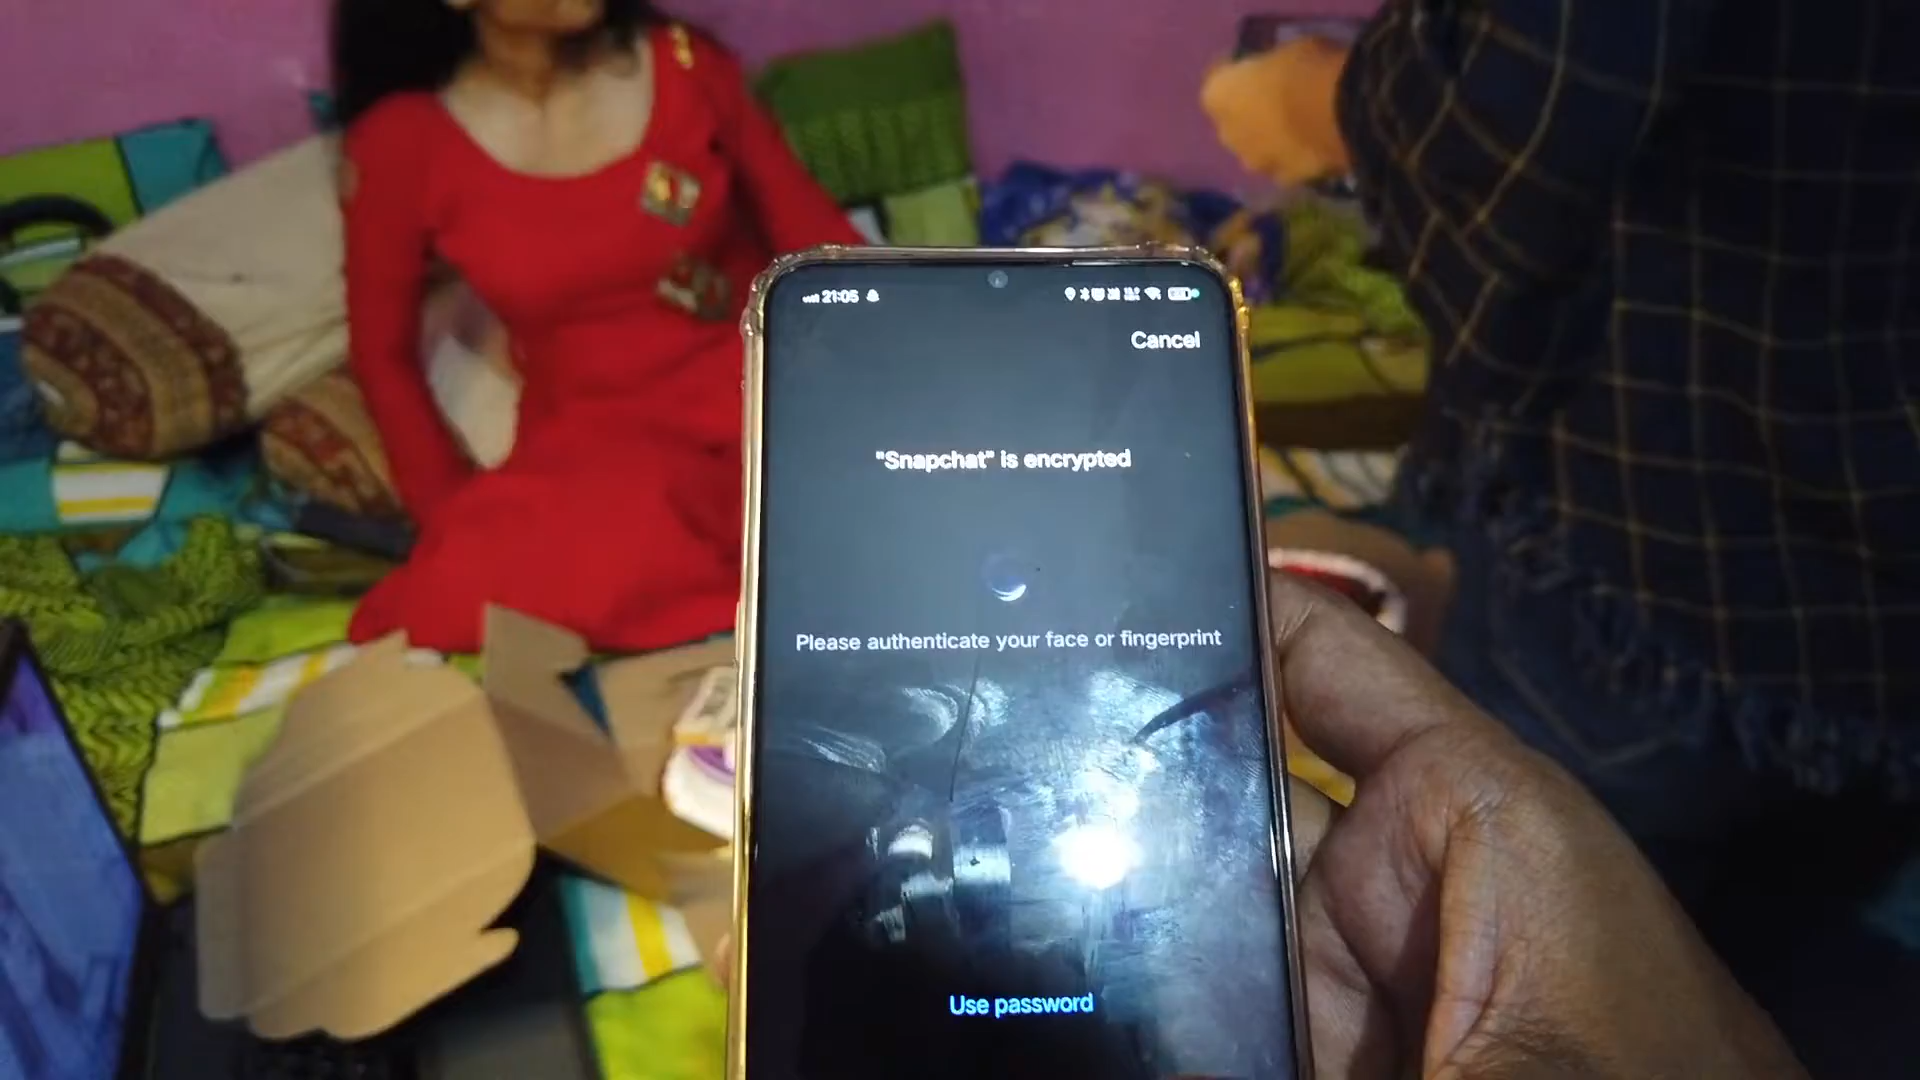 21:05
Cancel
"Snapchat" is encrypted
Please authenticate your face or fingerprint
Use password